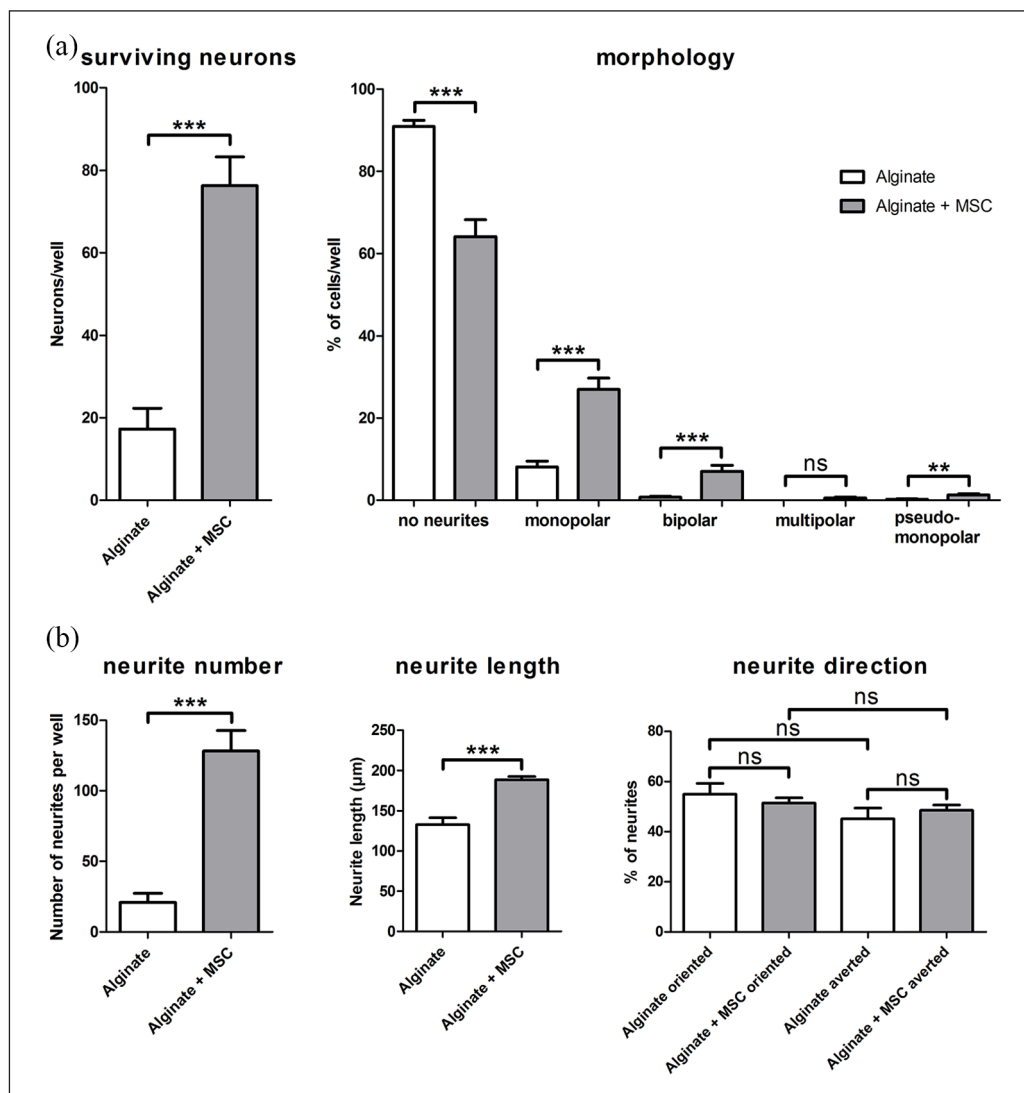 (a)
surviving neurons
Neurons/well
100
80
60
40
20
0
***
Alginate
Alginate + MSC
morphology
% of cells/well
100
80
60
40
20
0
***
***
***
ns
**
no neurites
monopolar
bipolar
multipolar
pseudo-
monopolar
Alginate
Alginate + MSC
(b)
neurite number
Number of neurites per well
150
100
50
0
***
Alginate
Alginate + MSC
neurite length
Neurite length (µm)
250
200
150
100
50
0
***
Alginate
Alginate + MSC
neurite direction
% of neurites
80
60
40
20
0
ns
ns
ns
ns
Alginate oriented
Alginate + MSC oriented
Alginate averted
Alginate + MSC averted